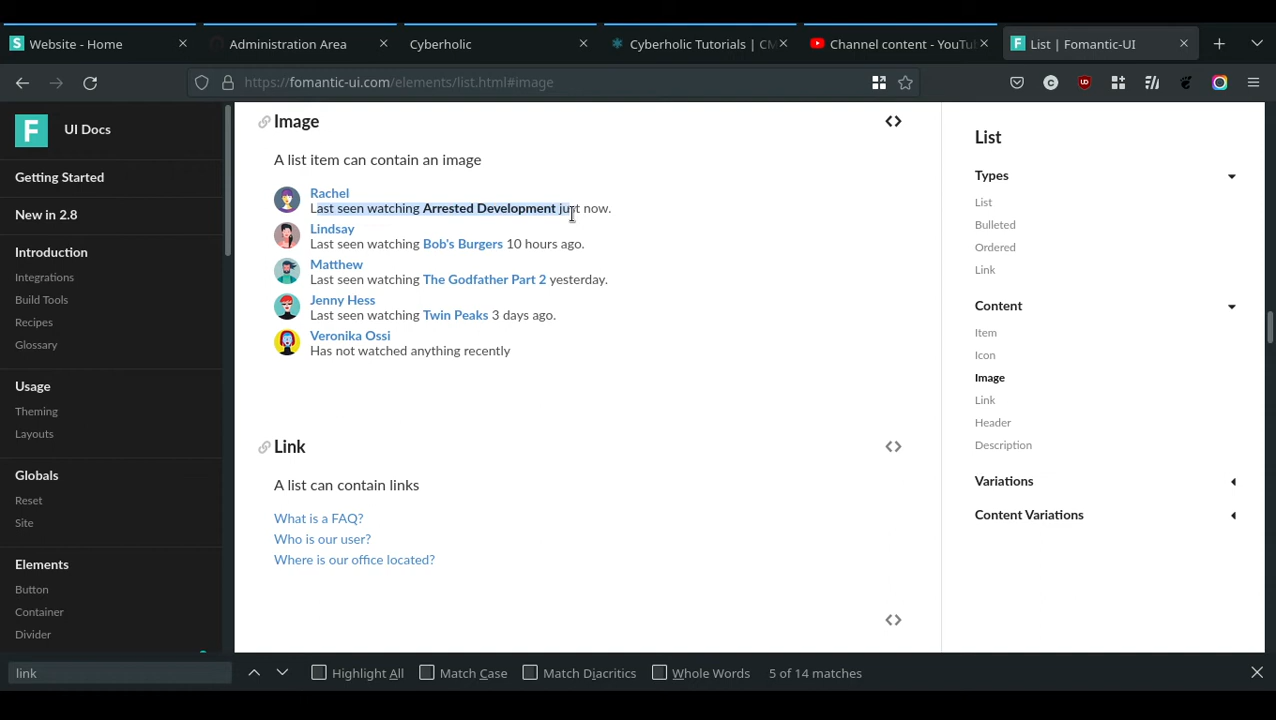 Website - Home
Administration Area
Cyberholic
Cyberholic Tutorials | CM
Channel content - YouTu
List | Fomantic-UI
https://fomantic-ui.com/elements/list.html#image
UI Docs
Getting Started
New in 2.8
Introduction
Integrations
Build Tools
Recipes
Glossary
Usage
Theming
Layouts
Globals
Reset
Site
Elements
Button
Container
Divider
Image
A list item can contain an image
Rachel
Last seen watching Arrested Development just now.
Lindsay
Last seen watching Bob's Burgers 10 hours ago.
Matthew
Last seen watching The Godfather Part 2 yesterday.
Jenny Hess
Last seen watching Twin Peaks 3 days ago.
Veronika Ossi
Has not watched anything recently
Link
A list can contain links
What is a FAQ?
Who is our user?
Where is our office located?
List
Types
List
Bulleted
Ordered
Link
Content
Item
Icon
Image
Link
Header
Description
Variations
Content Variations
link
Highlight All
Match Case
Match Diacritics
Whole Words
5 of 14 matches